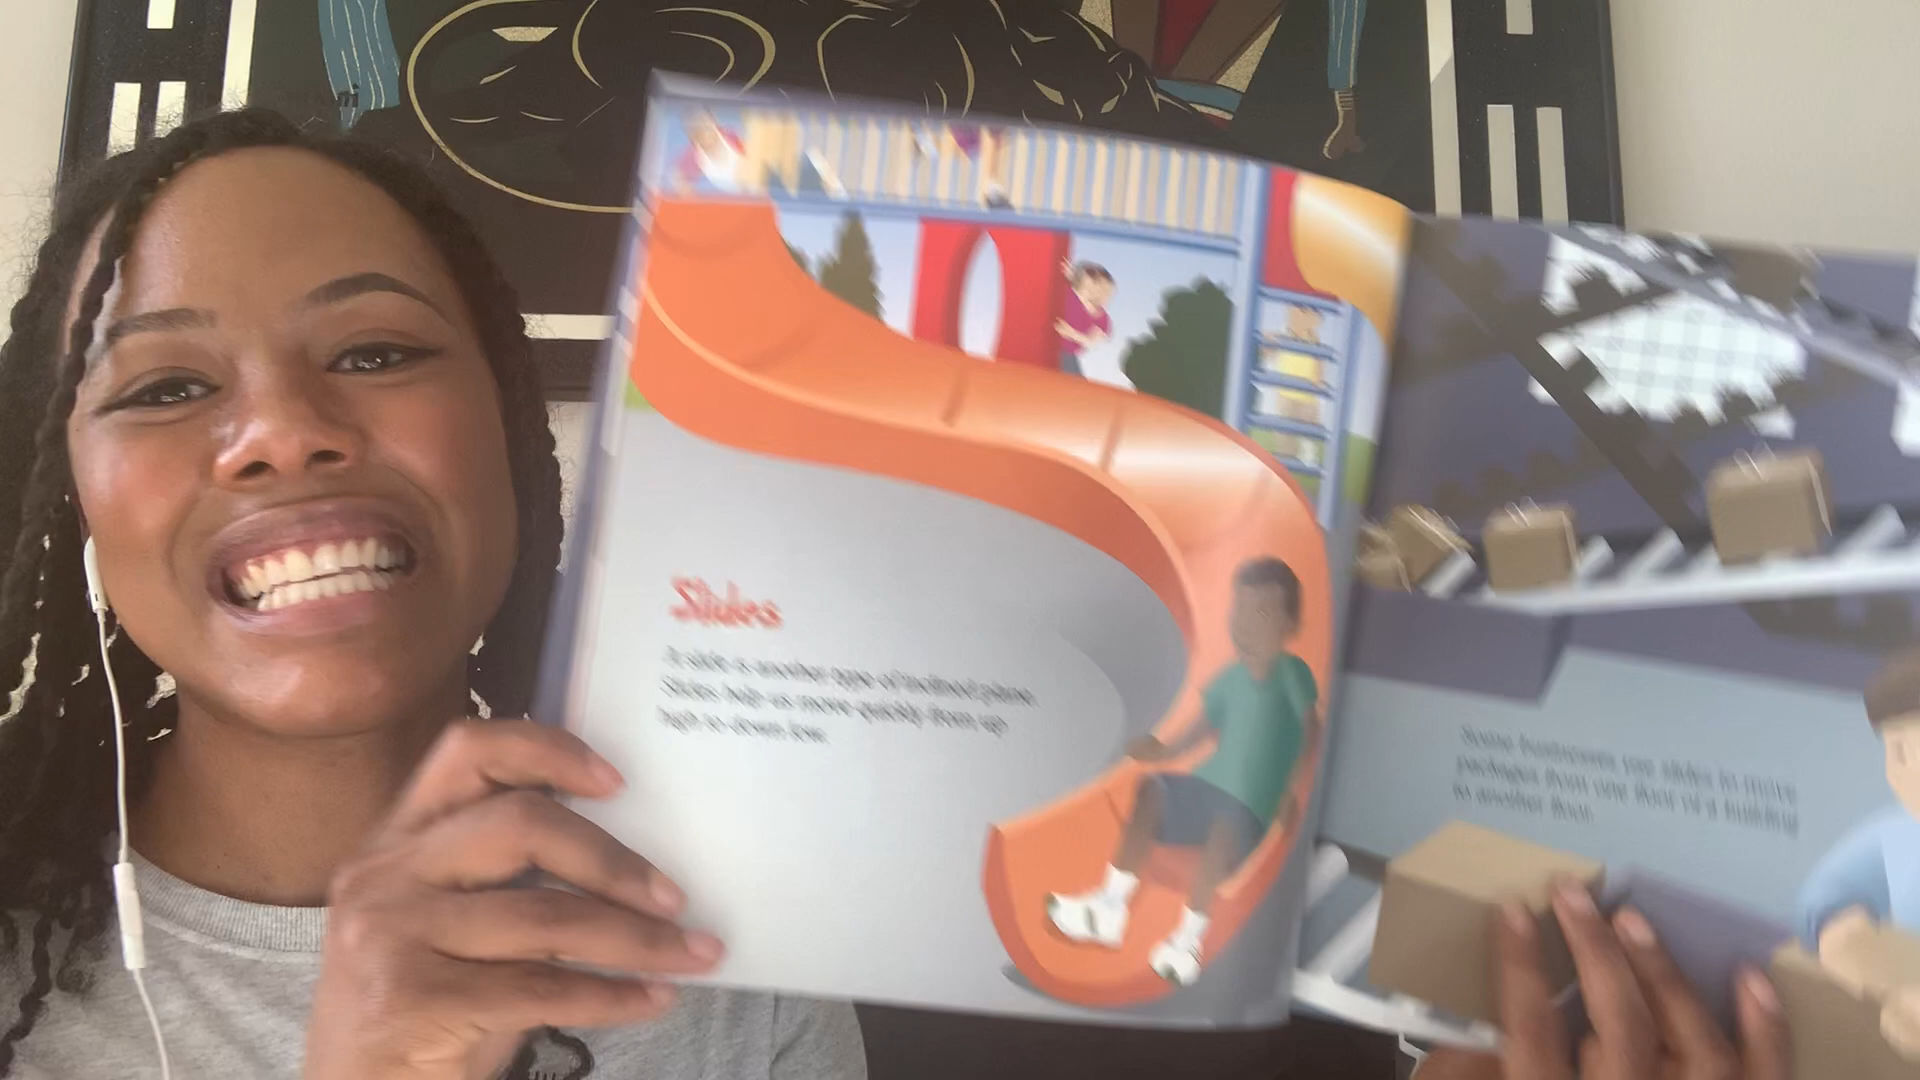 Slides
A slide is another type of inclined plane.
Slides help us move quickly from up
high to down low.
Some businesses use slides to move
packages from one floor of a building
to another floor.